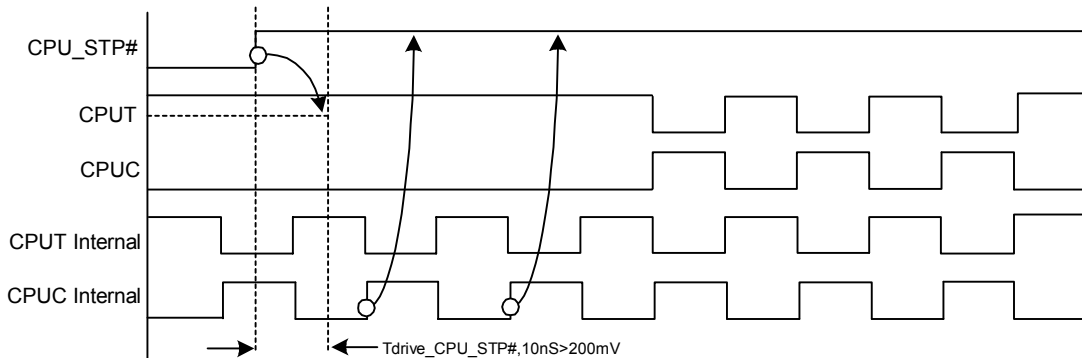 CPU_STP#
CPUT
CPUC
CPUT Internal
CPUC Internal
Tdrive_CPU_STP#,10nS>200mV